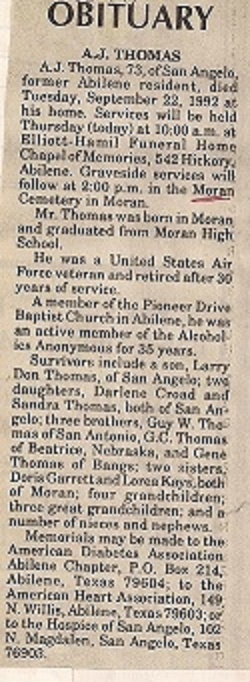 OBITUARY
A.J. THOMAS
A.J. Thomas, 73, of San Angelo,
former Abilene resident, died
Tuesday, September 22, 1992 at
his home. Services will be held
Thursday (today) at 10:00 a.m. at
Elliott-Hamil Funeral Home
Chapel of Memories, 542 Hickory,
Abilene. Graveside services will
follow at 2:00 p.m. in the Moran
Cemetery in Moran.
Mr. Thomas was born in Moran
and graduated from Moran High
School.
He was a United States Air
Force veteran and retired after 30
years of service.
A member of the Pioneer Drive
Baptist Church in Abilene, he was
an active member of the Alcohol-
ics Anonymous for 35 years.
Survivors include a son, Larry
Don Thomas, of San Angelo; two
daughters, Darlene Croad and
Sandra Thomas, both of San An-
gelo; three brothers, Guy W. Tho-
mas of San Antonio, G.C. Thomas
of Beatrice, Nebraska, and Gene
Thomas of Bangs; two sisters,
Doris Garrett and Lorea Kays, both
of Moran; four grandchildren;
three great grandchildren; and a
number of nieces and nephews.
Memorials may be made to the
American Diabetes Association
Abilene Chapter, P.O. Box 214,
Abilene, Texas 79604; to the
American Heart Association, 149
N. Willis, Abilene, Texas 79603; or
to the Hospice of San Angelo, 102
N. Magdalen, San Angelo, Texas
76903.